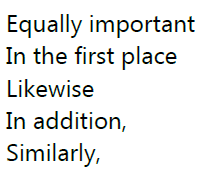 Equally important
In the first place
Likewise
In addition,
Similarly,